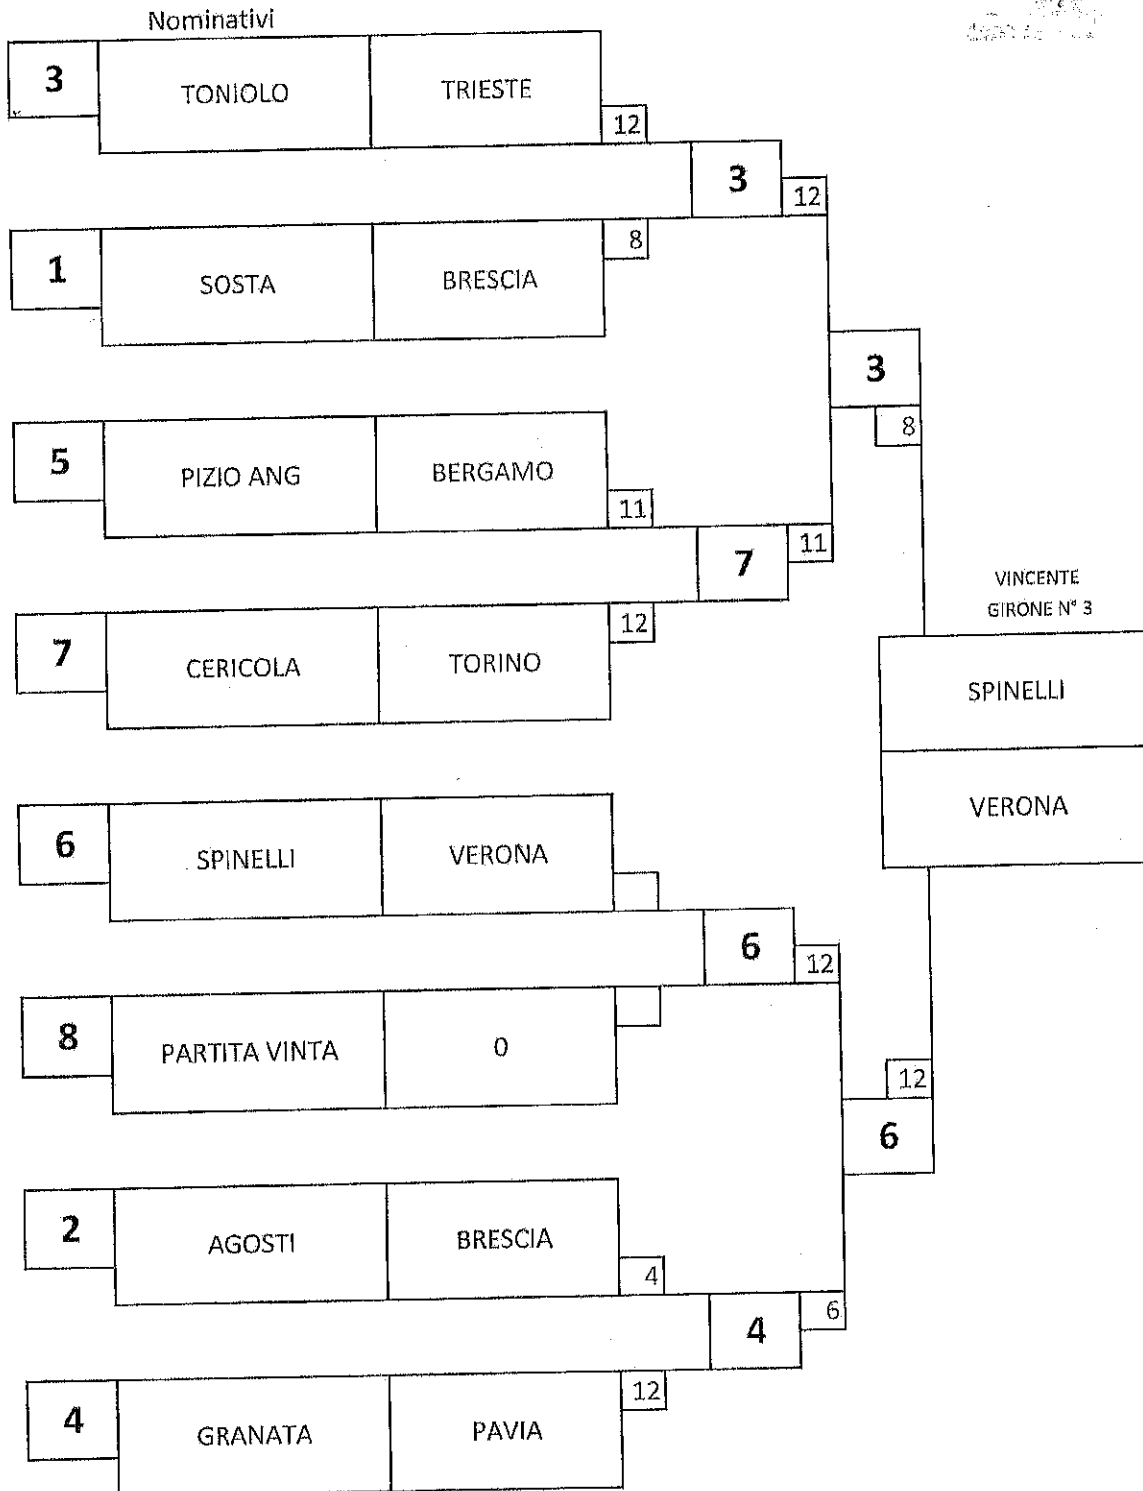 Nominativi
3 TONIOLO TRIESTE
12
3
12
1 SOSTA BRESCIA
8
3
8
5 PIZIO ANG BERGAMO
11
7
11
7 CERICOLA TORINO
12
VINCENTE
GIRONE N° 3
SPINELLI
VERONA
6 SPINELLI VERONA
6
12
8 PARTITA VINTA 0
12
6
2 AGOSTI BRESCIA
4
4
6
4 GRANATA PAVIA
12